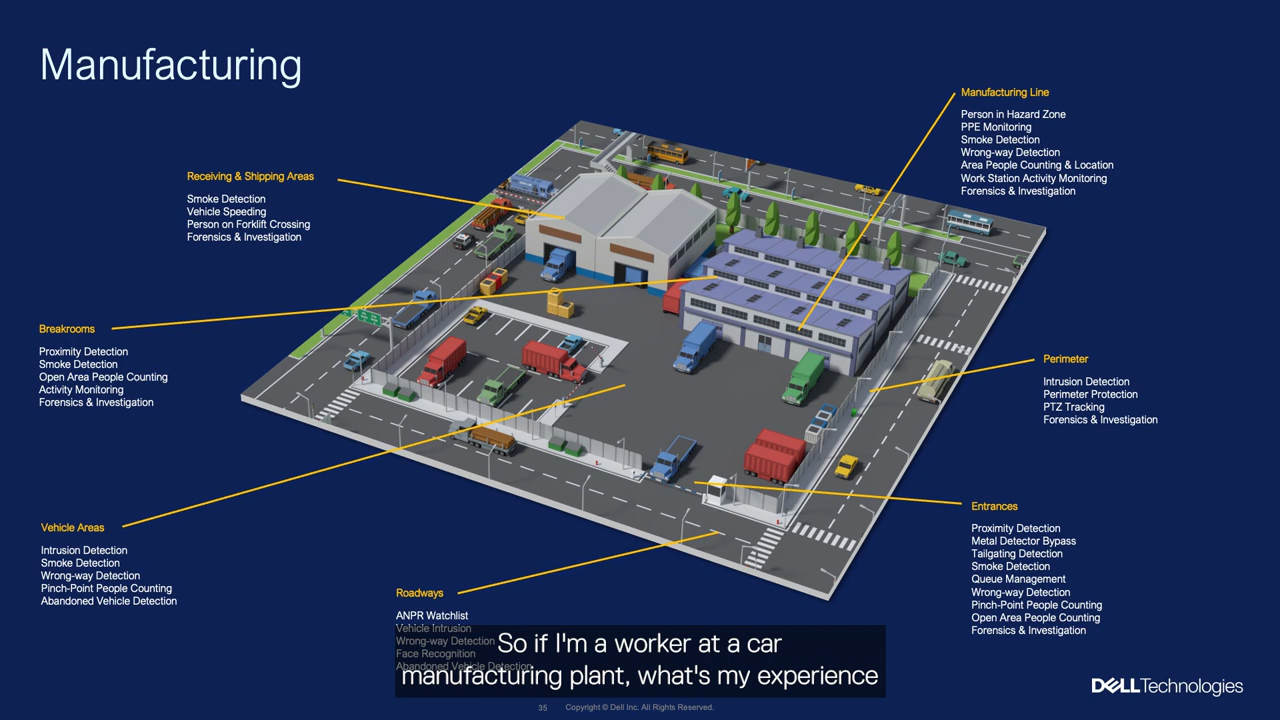 Manufacturing
Manufacturing Line
Person in Hazard Zone
PPE Monitoring
Smoke Detection
Wrong-way Detection
Area People Counting & Location
Work Station Activity Monitoring
Forensics & Investigation
Receiving & Shipping Areas
Smoke Detection
Vehicle Speeding
Person on Forklift Crossing
Forensics & Investigation
Breakrooms
Proximity Detection
Smoke Detection
Open Area People Counting
Activity Monitoring
Forensics & Investigation
Perimeter
Intrusion Detection
Perimeter Protection
PTZ Tracking
Forensics & Investigation
Vehicle Areas
Intrusion Detection
Smoke Detection
Wrong-way Detection
Pinch-Point People Counting
Abandoned Vehicle Detection
Entrances
Proximity Detection
Metal Detector Bypass
Tailgating Detection
Smoke Detection
Queue Management
Wrong-way Detection
Pinch-Point People Counting
Open Area People Counting
Forensics & Investigation
Roadways
ANPR Watchlist
Vehicle Intrusion
Wrong-way Detection
Face Recognition
Abandoned Vehicle Detection
So if I'm a worker at a car
manufacturing plant, what's my experience
DELL Technologies
35 Copyright © Dell Inc. All Rights Reserved.